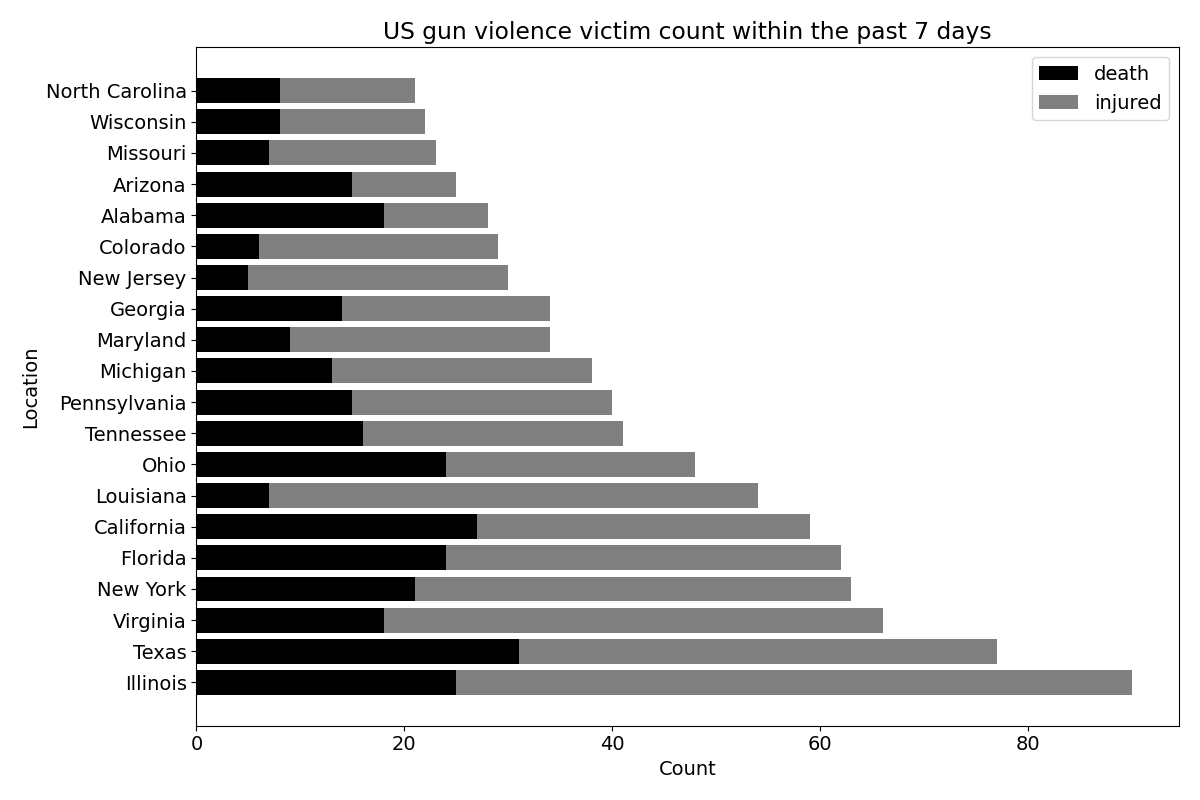 US gun violence victim count within the past 7 days
death
injured
North Carolina
Wisconsin
Missouri
Arizona
Alabama
Colorado
New Jersey
Georgia
Maryland
Michigan
Pennsylvania
Tennessee
Ohio
Louisiana
California
Florida
New York
Virginia
Texas
Illinois
Location
0 20 40 60 80
Count